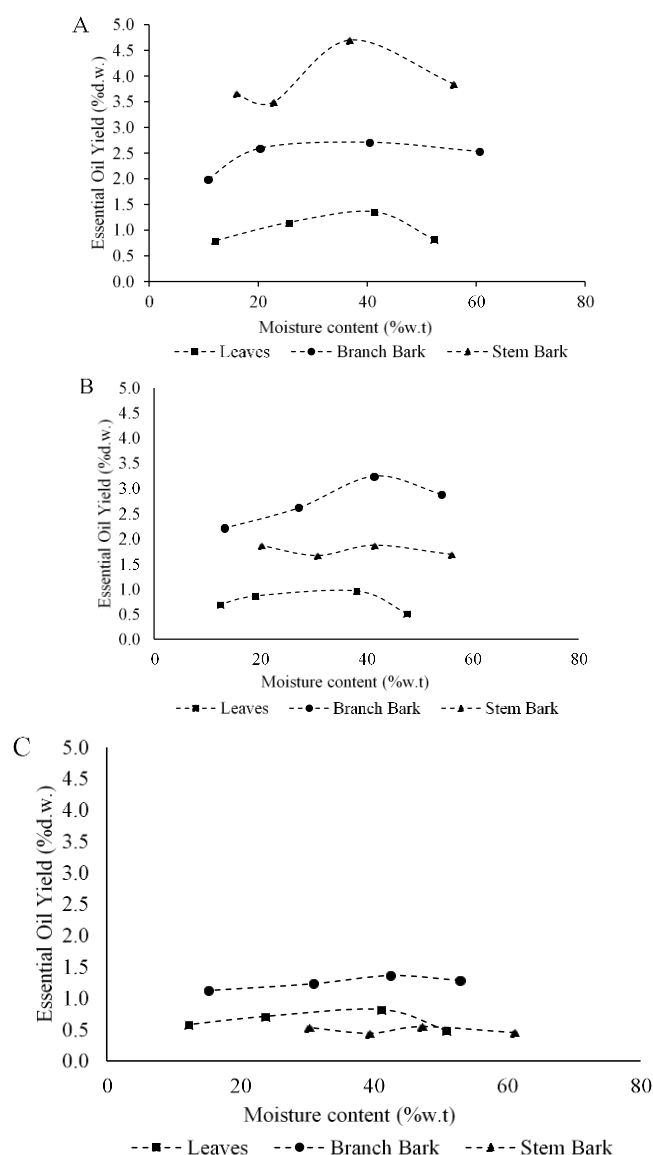 A
5.0
4.5
4.0
3.5
3.0
2.5
2.0
1.5
1.0
0.5
0.0
Essential Oil Yield (%d.w.)
0 20 40 60 80
Moisture content (%w.t)
Leaves Branch Bark Stem Bark
B
5.0
4.5
4.0
3.5
3.0
2.5
2.0
1.5
1.0
0.5
0.0
Essential Oil Yield (%d.w.)
0 20 40 60 80
Moisture content (%w.t)
Leaves Branch Bark Stem Bark
C
5.0
4.5
4.0
3.5
3.0
2.5
2.0
1.5
1.0
0.5
0.0
Essential Oil Yield (%d.w.)
0 20 40 60 80
Moisture content (%w.t)
Leaves Branch Bark Stem Bark